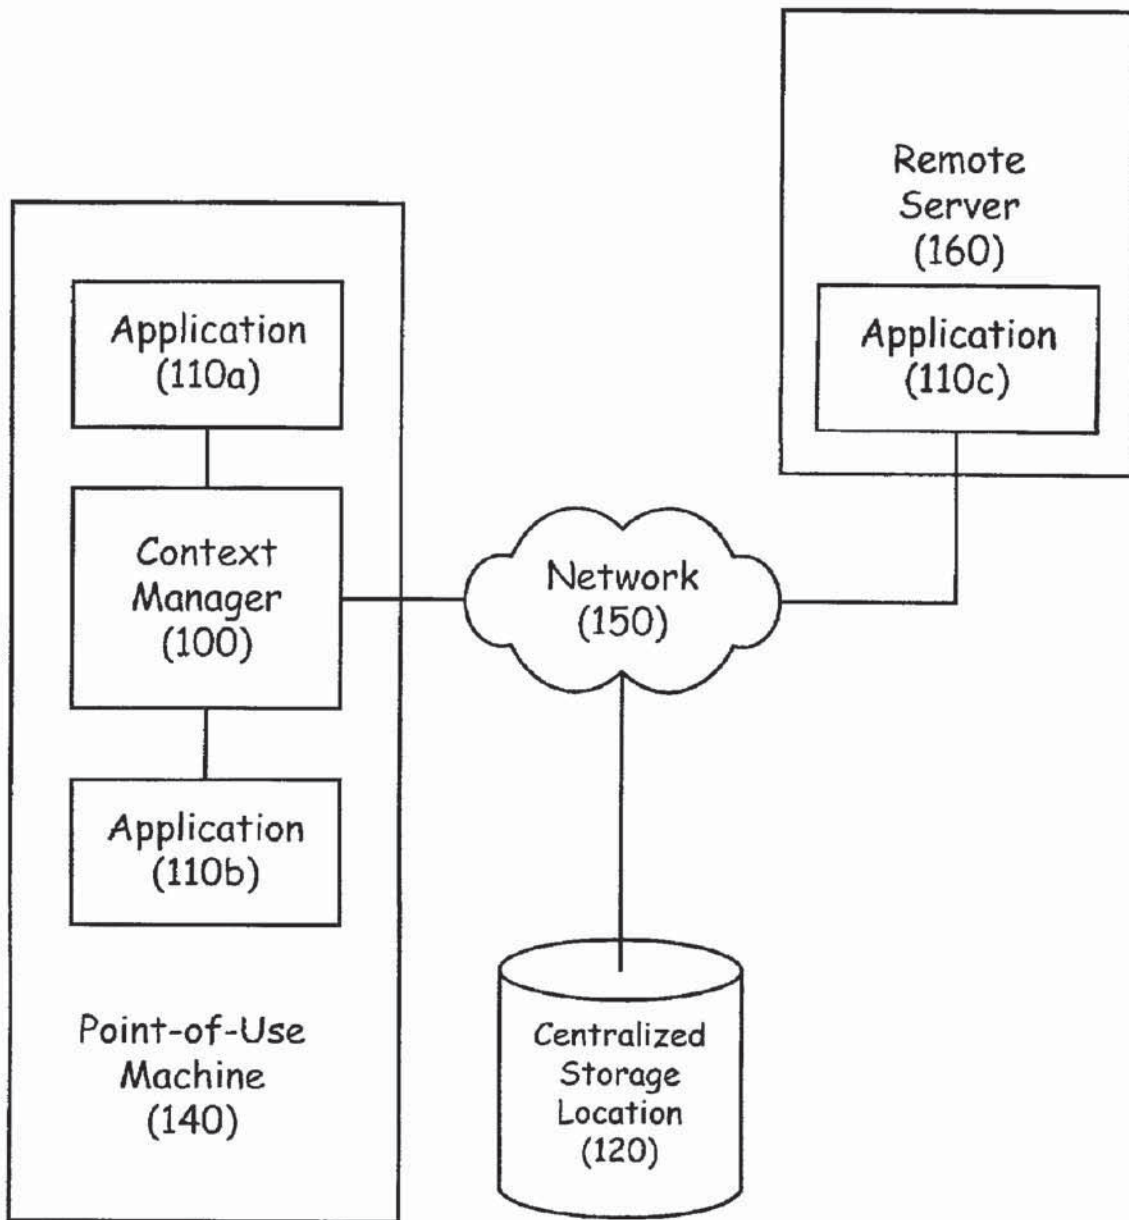 Remote
Server
(160)
Application
(110c)
Application
(110a)
Context
Manager
(100)
Network
(150)
Application
(110b)
Point-of-Use
Machine
(140)
Centralized
Storage
Location
(120)